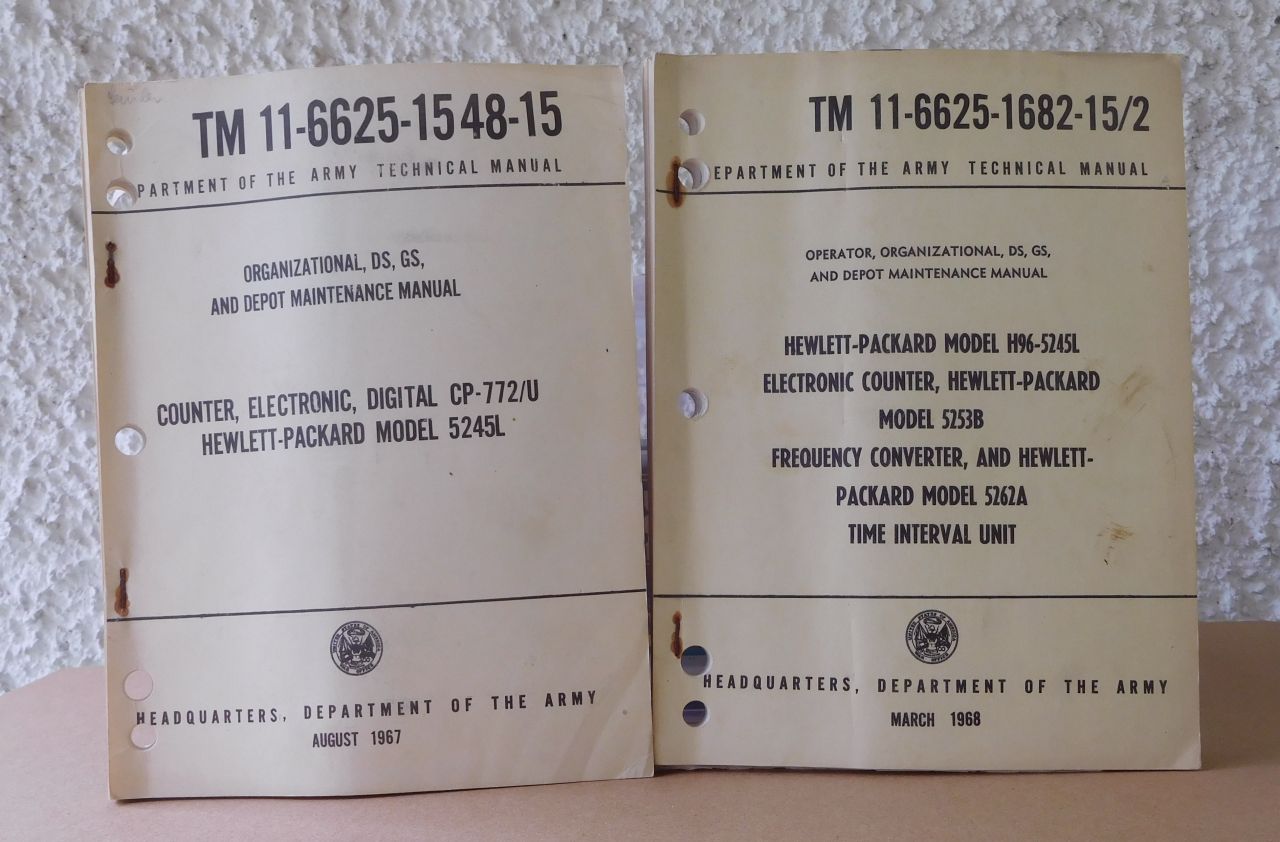 TM 11-6625-1548-15
PARTMENT OF THE ARMY TECHNICAL MANUAL
ORGANIZATIONAL, DS, GS,
AND DEPOT MAINTENANCE MANUAL
COUNTER, ELECTRONIC, DIGITAL CP-772/U
HEWLETT-PACKARD MODEL 5245L
HEADQUARTERS, DEPARTMENT OF THE ARMY
AUGUST 1967
TM 11-6625-1682-15/2
EPARTMENT OF THE ARMY TECHNICAL MANUAL
OPERATOR, ORGANIZATIONAL, DS, GS,
AND DEPOT MAINTENANCE MANUAL
HEWLETT-PACKARD MODEL H96-5245L
ELECTRONIC COUNTER, HEWLETT-PACKARD
MODEL 5253B
FREQUENCY CONVERTER, AND HEWLETT-
PACKARD MODEL 5262A
TIME INTERVAL UNIT
HEADQUARTERS, DEPARTMENT OF THE ARMY
MARCH 1968